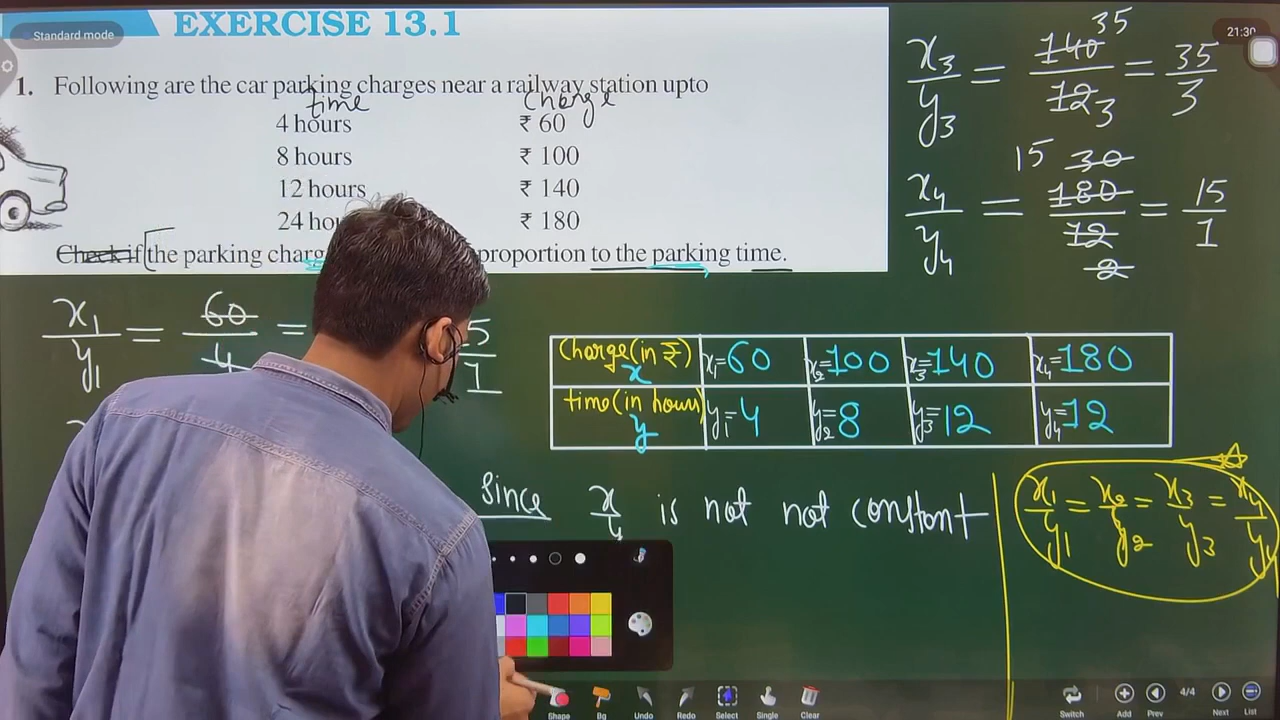 Standard mode
21:30
EXERCISE 13.1
1. Following are the car parking charges near a railway station upto
time charge
4 hours ₹ 60
8 hours ₹ 100
12 hours ₹ 140
24 hou ₹ 180
Check if the parking charg proportion to the parking time.
x3/y3 = 140/12 35 3 = 35/3
x4/y4 = 15 30 180/12 2 = 15/1
x1/y1 = 60/4 = 5/1
charge (in ₹) x x1=60 x2=100 x3=140 x4=180
time (in hours) y y1=4 y2=8 y3=12 y4=12
Since x/y is not not constant
x1/y1 = x2/y2 = x3/y3 = x4/y4
Shape Bg Undo Redo Select Single Clear Switch Add Prev 4/4 Next List